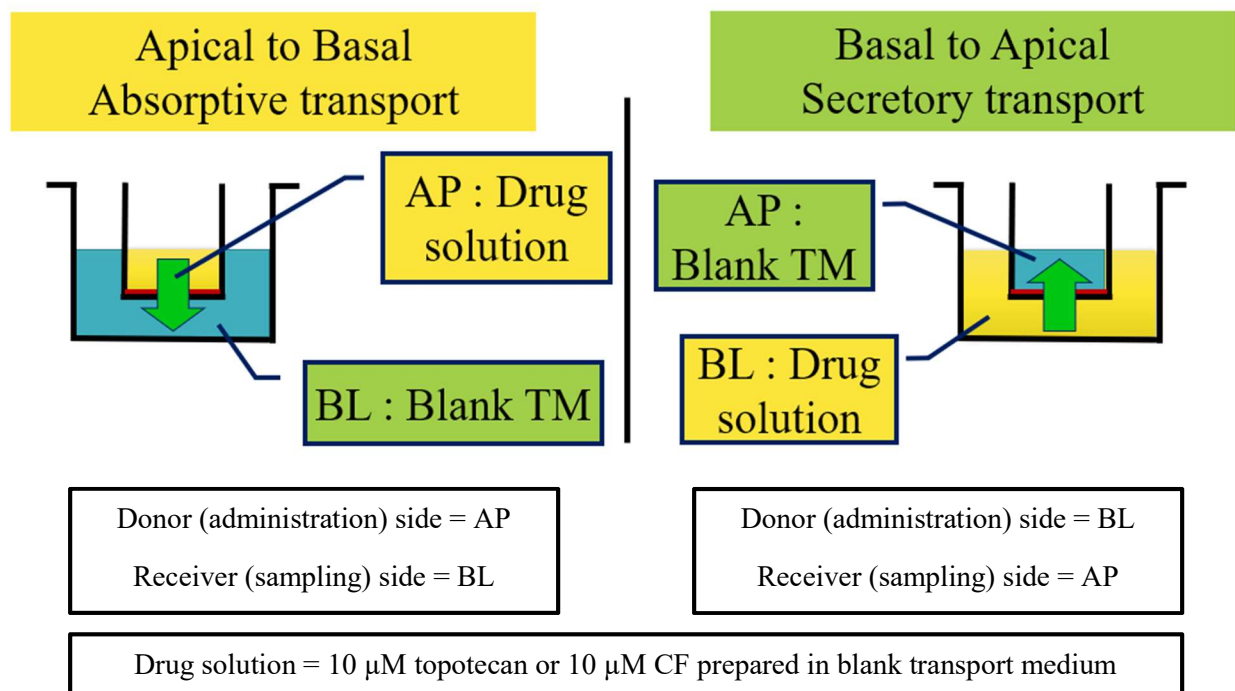 Apical to Basal
Absorptive transport
AP : Drug
solution
BL : Blank TM
Basal to Apical
Secretory transport
AP :
Blank TM
BL : Drug
solution
Donor (administration) side = AP
Receiver (sampling) side = BL
Donor (administration) side = BL
Receiver (sampling) side = AP
Drug solution = 10 μM topotecan or 10 μM CF prepared in blank transport medium